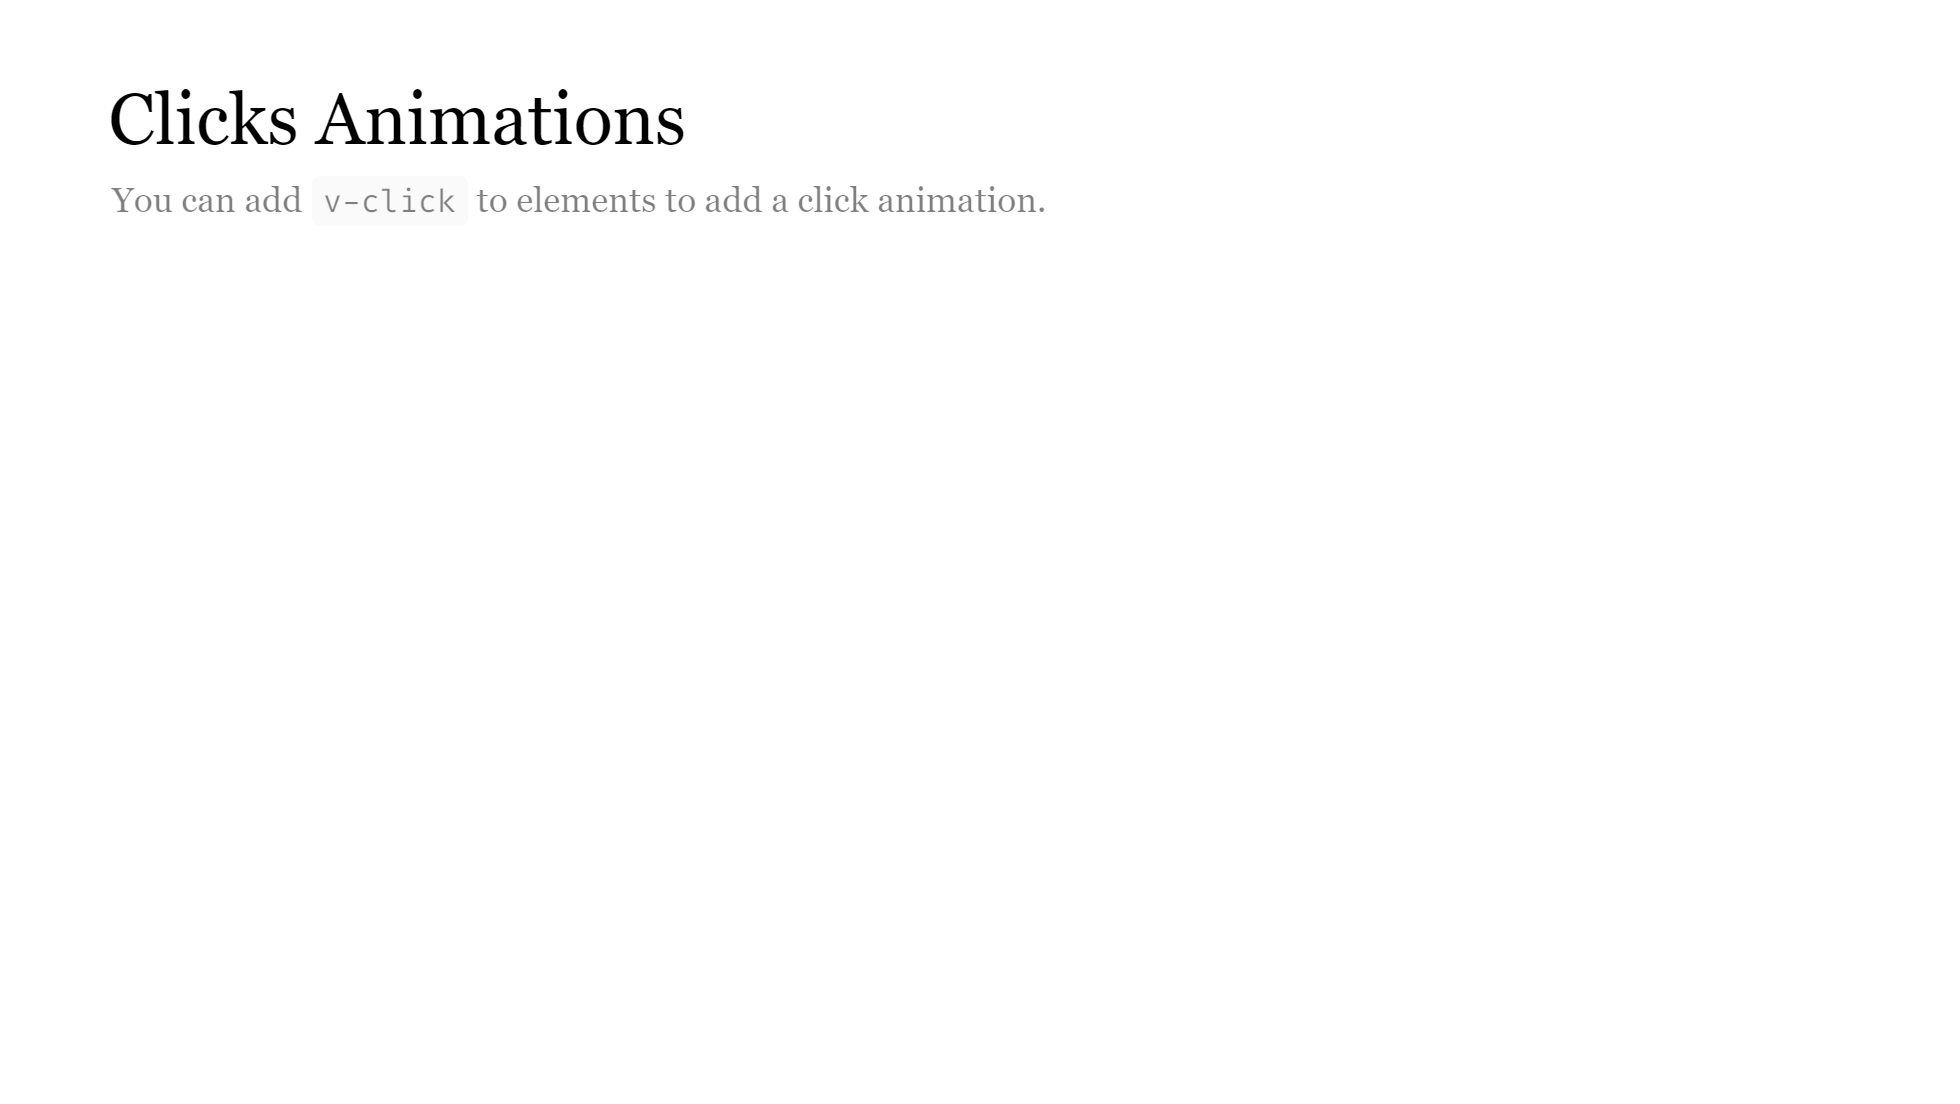 Clicks Animations
You can add v-click to elements to add a click animation.